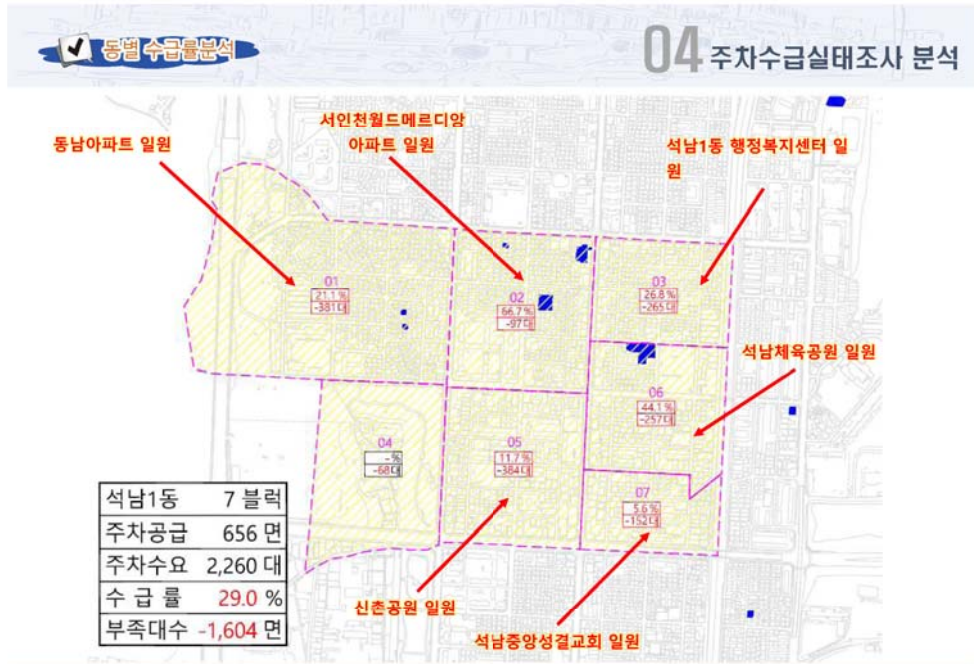 동별 수급률분석
04 주차수급실태조사 분석
동남아파트 일원
서인천월드메르디앙
아파트 일원
석남1동 행정복지센터 일
원
01
21.1 %
-381대
02
66.7 %
-97대
03
26.8 %
-265대
석남체육공원 일원
06
44.1 %
-257대
04
- %
-68대
05
11.7 %
-384대
07
5.6 %
-152대
석남1동 7 블럭
주차공급 656 면
주차수요 2,260 대
수 급 률 29.0 %
부족대수 -1,604 면
신촌공원 일원
석남중앙성결교회 일원